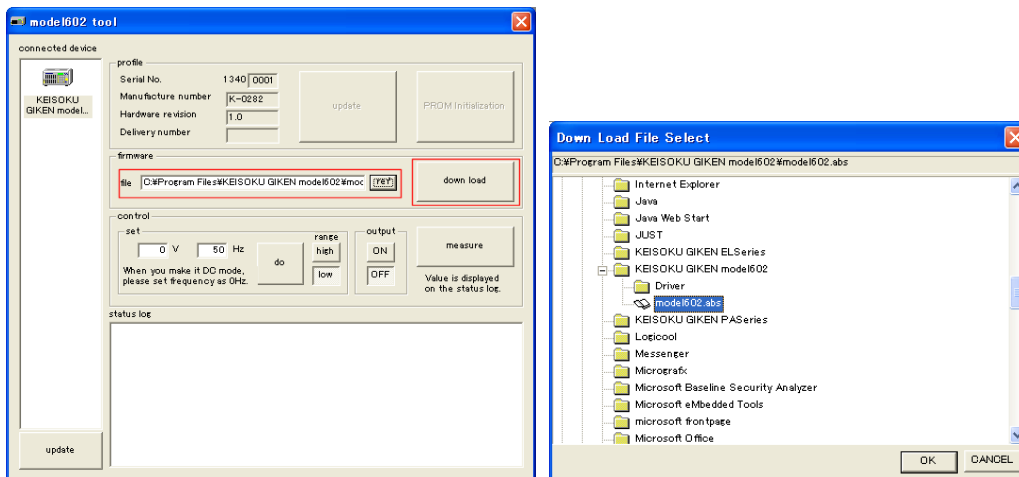 model602 tool
connected device
KEISOKU
GIKEN model...
update
profile
Serial No. 1340 0001
Manufacture number K-0282
Hardware revision 1.0
Delivery number
update
PROM Initialization
firmware
file C:¥Program Files¥KEISOKU GIKEN model602¥moc ref
down load
control
set
0 V 50 Hz
When you make it DC mode,
please set frequency as 0Hz.
do
range
high
low
output
ON
OFF
measure
Value is displayed
on the status log.
status log
Down Load File Select
C:¥Program Files¥KEISOKU GIKEN model602¥model602.abs
Internet Explorer
Java
Java Web Start
JUST
KEISOKU GIKEN ELSeries
KEISOKU GIKEN model602
Driver
model602.abs
KEISOKU GIKEN PASeries
Logicool
Messenger
Micrografx
Microsoft Baseline Security Analyzer
Microsoft eMbedded Tools
microsoft frontpage
Microsoft Office
OK
CANCEL